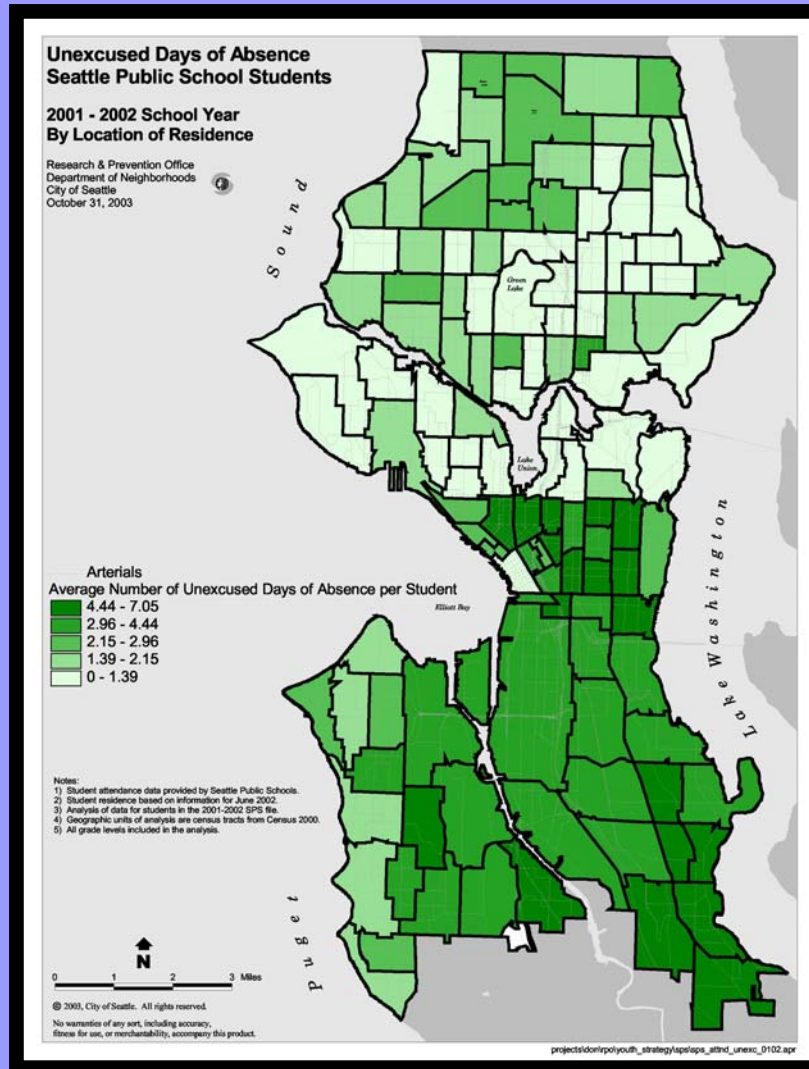 Unexcused Days of Absence
Seattle Public School Students
2001 - 2002 School Year
By Location of Residence
Research & Prevention Office
Department of Neighborhoods
City of Seattle
October 31, 2003
Sound
Green
Lake
Lake
Union
Lake Washington
Elliott Bay
Arterials
Average Number of Unexcused Days of Absence per Student
4.44 - 7.05
2.96 - 4.44
2.15 - 2.96
1.39 - 2.15
0 - 1.39
Notes:
1) Student attendance data provided by Seattle Public Schools.
2) Student residence based on information for June 2002.
3) Analysis of data for students in the 2001-2002 SPS file.
4) Geographic units of analysis are census tracts from Census 2000.
5) All grade levels included in the analysis.
Puget
N
0 1 2 3 Miles
© 2003, City of Seattle. All rights reserved.
No warranties of any sort, including accuracy,
fitness for use, or merchantability, accompany this product.
projects\don\rpo\youth_strategy\sps\sps_attnd_unexc_0102.apr